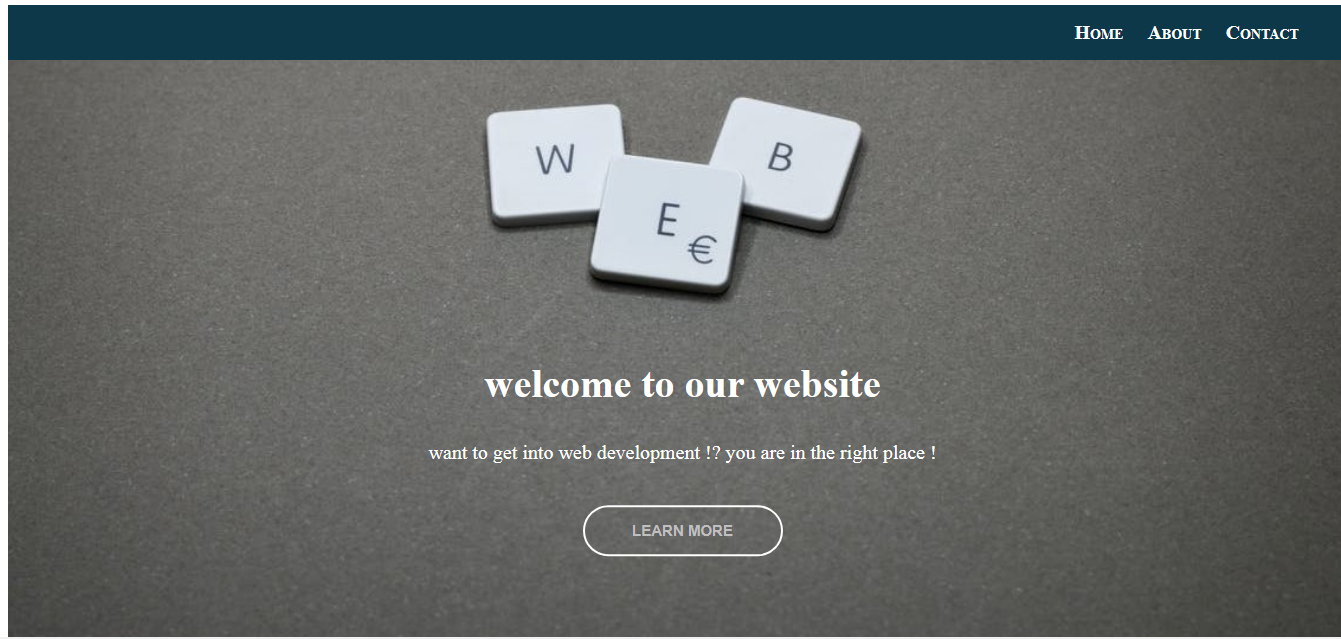 Home About Contact
W B
E
€
welcome to our website
want to get into web development !? you are in the right place !
LEARN MORE